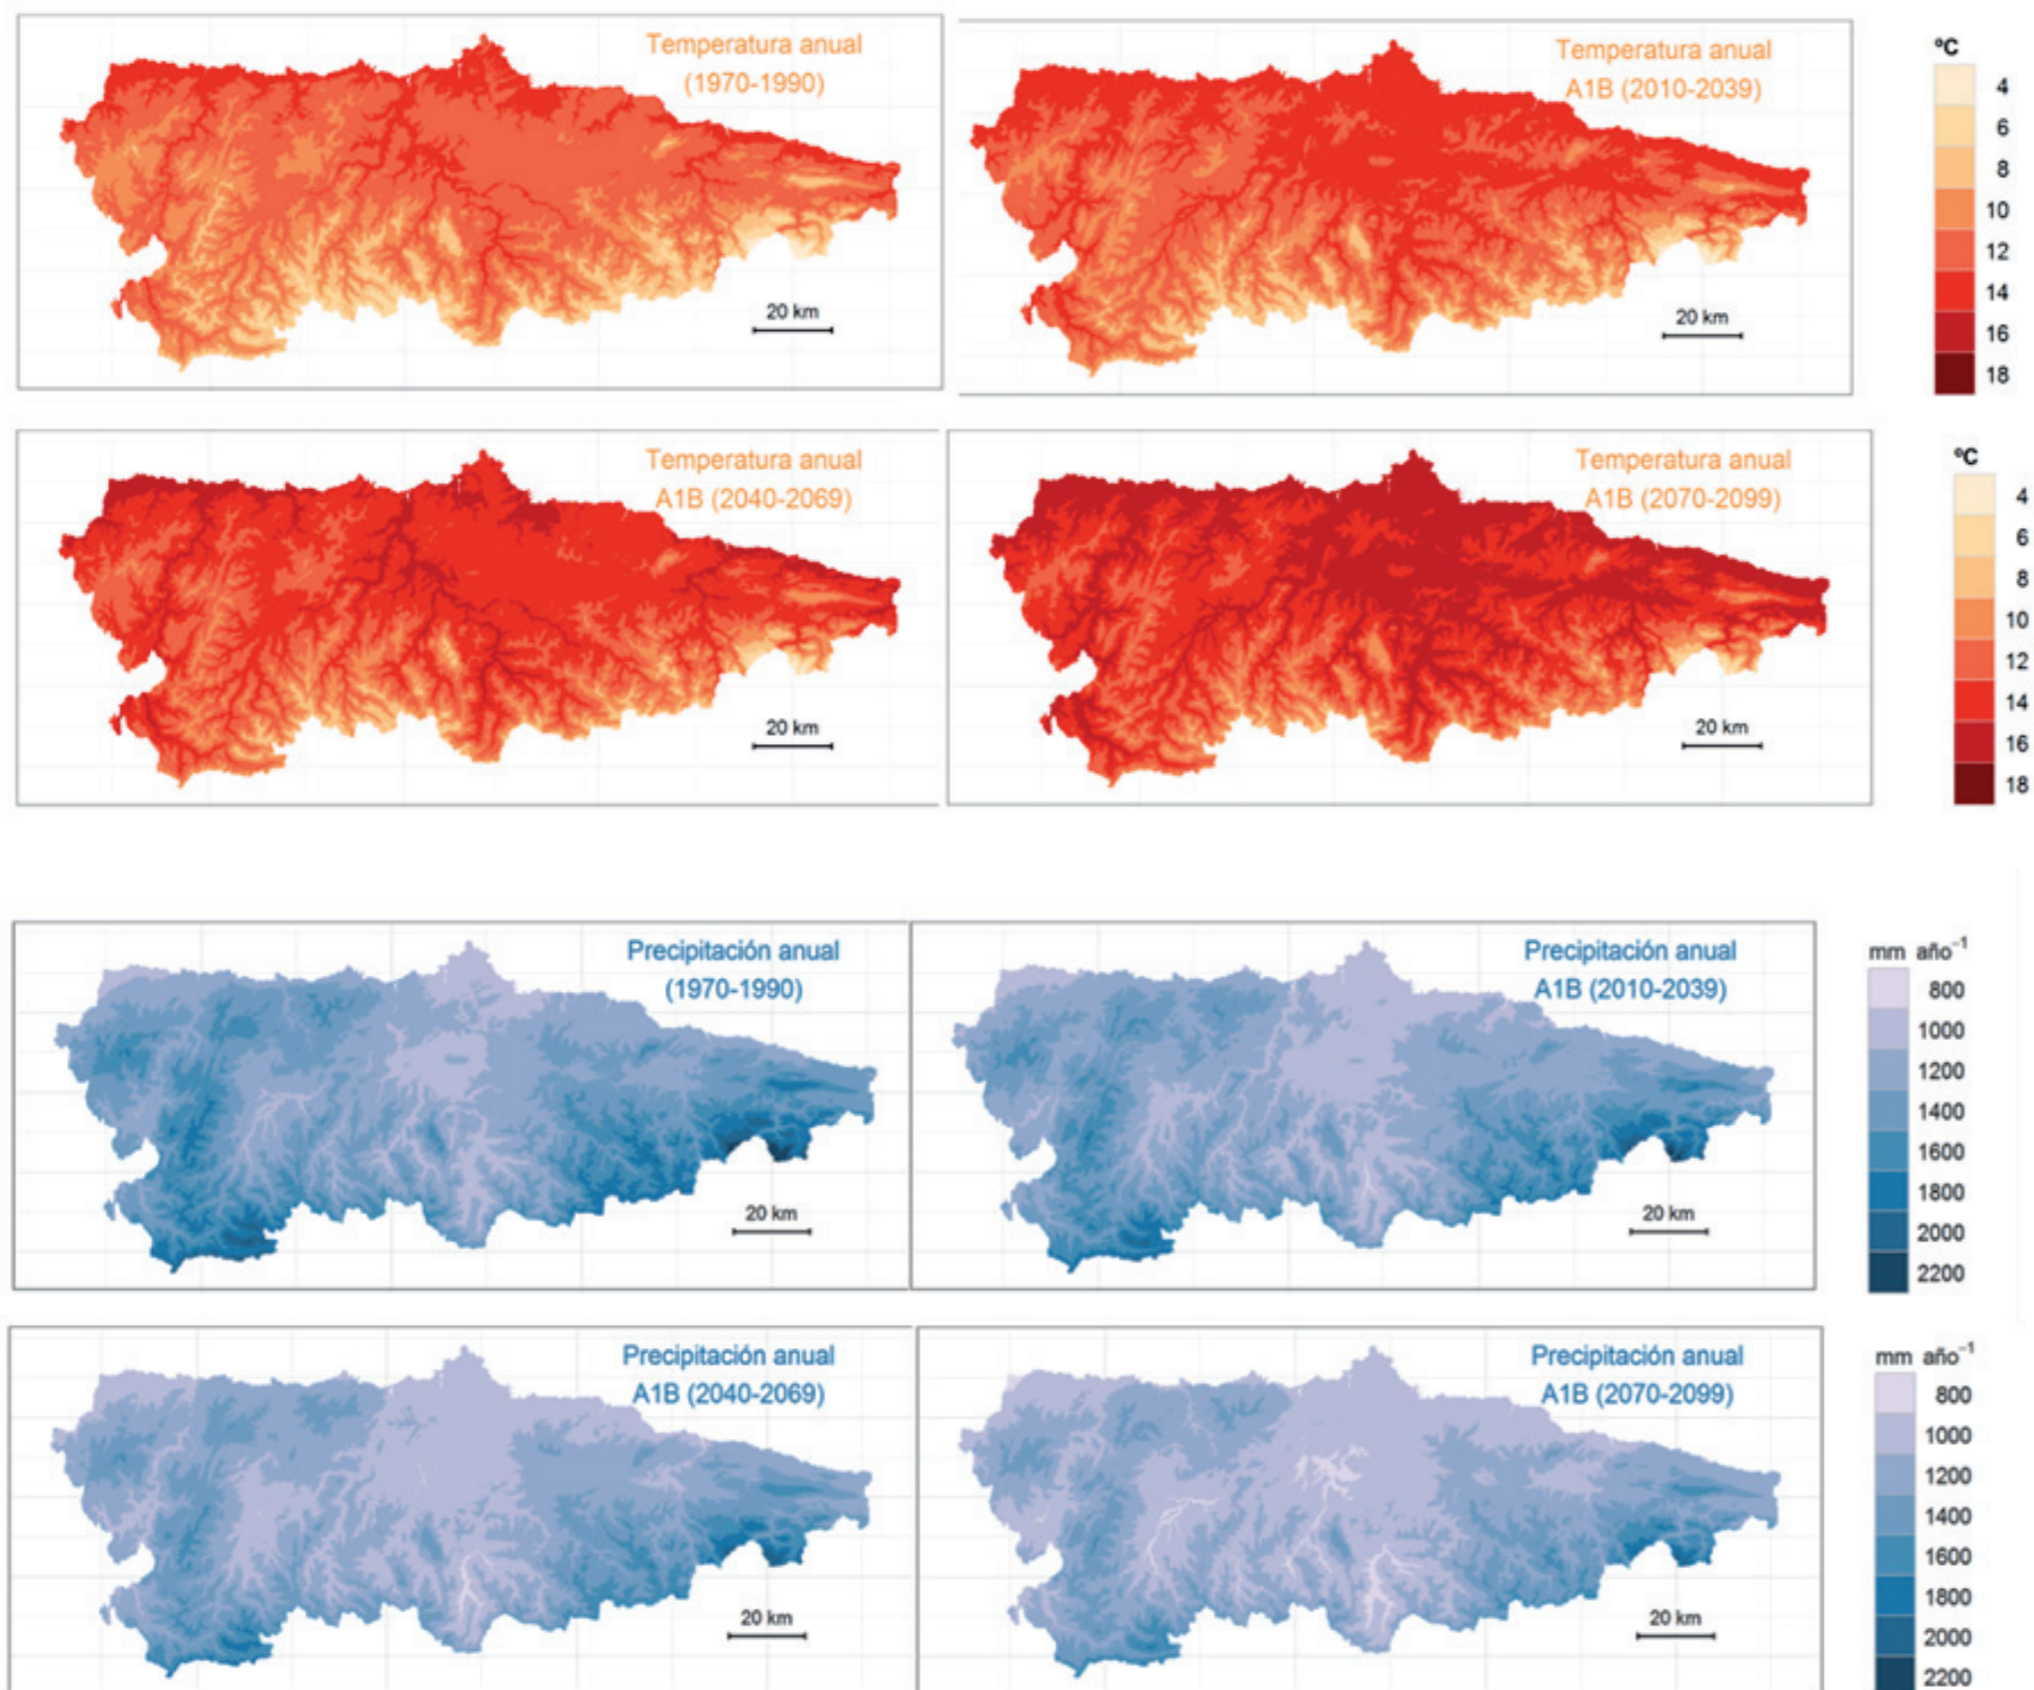 Temperatura anual
(1970-1990)
20 km
Temperatura anual
A1B (2010-2039)
20 km
ºC
4
6
8
10
12
14
16
18
Temperatura anual
A1B (2040-2069)
20 km
Temperatura anual
A1B (2070-2099)
20 km
ºC
4
6
8
10
12
14
16
18
Precipitación anual
(1970-1990)
20 km
Precipitación anual
A1B (2010-2039)
20 km
mm año⁻¹
800
1000
1200
1400
1600
1800
2000
2200
Precipitación anual
A1B (2040-2069)
20 km
Precipitación anual
A1B (2070-2099)
20 km
mm año⁻¹
800
1000
1200
1400
1600
1800
2000
2200